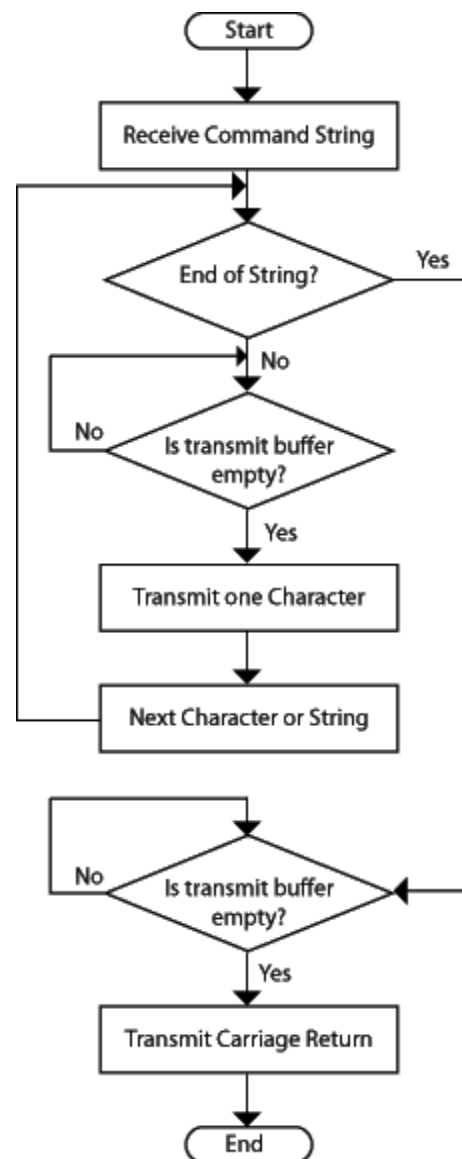 Start
Receive Command String
End of String?
Yes
No
No
Is transmit buffer
empty?
Yes
Transmit one Character
Next Character or String
No
Is transmit buffer
empty?
Yes
Transmit Carriage Return
End